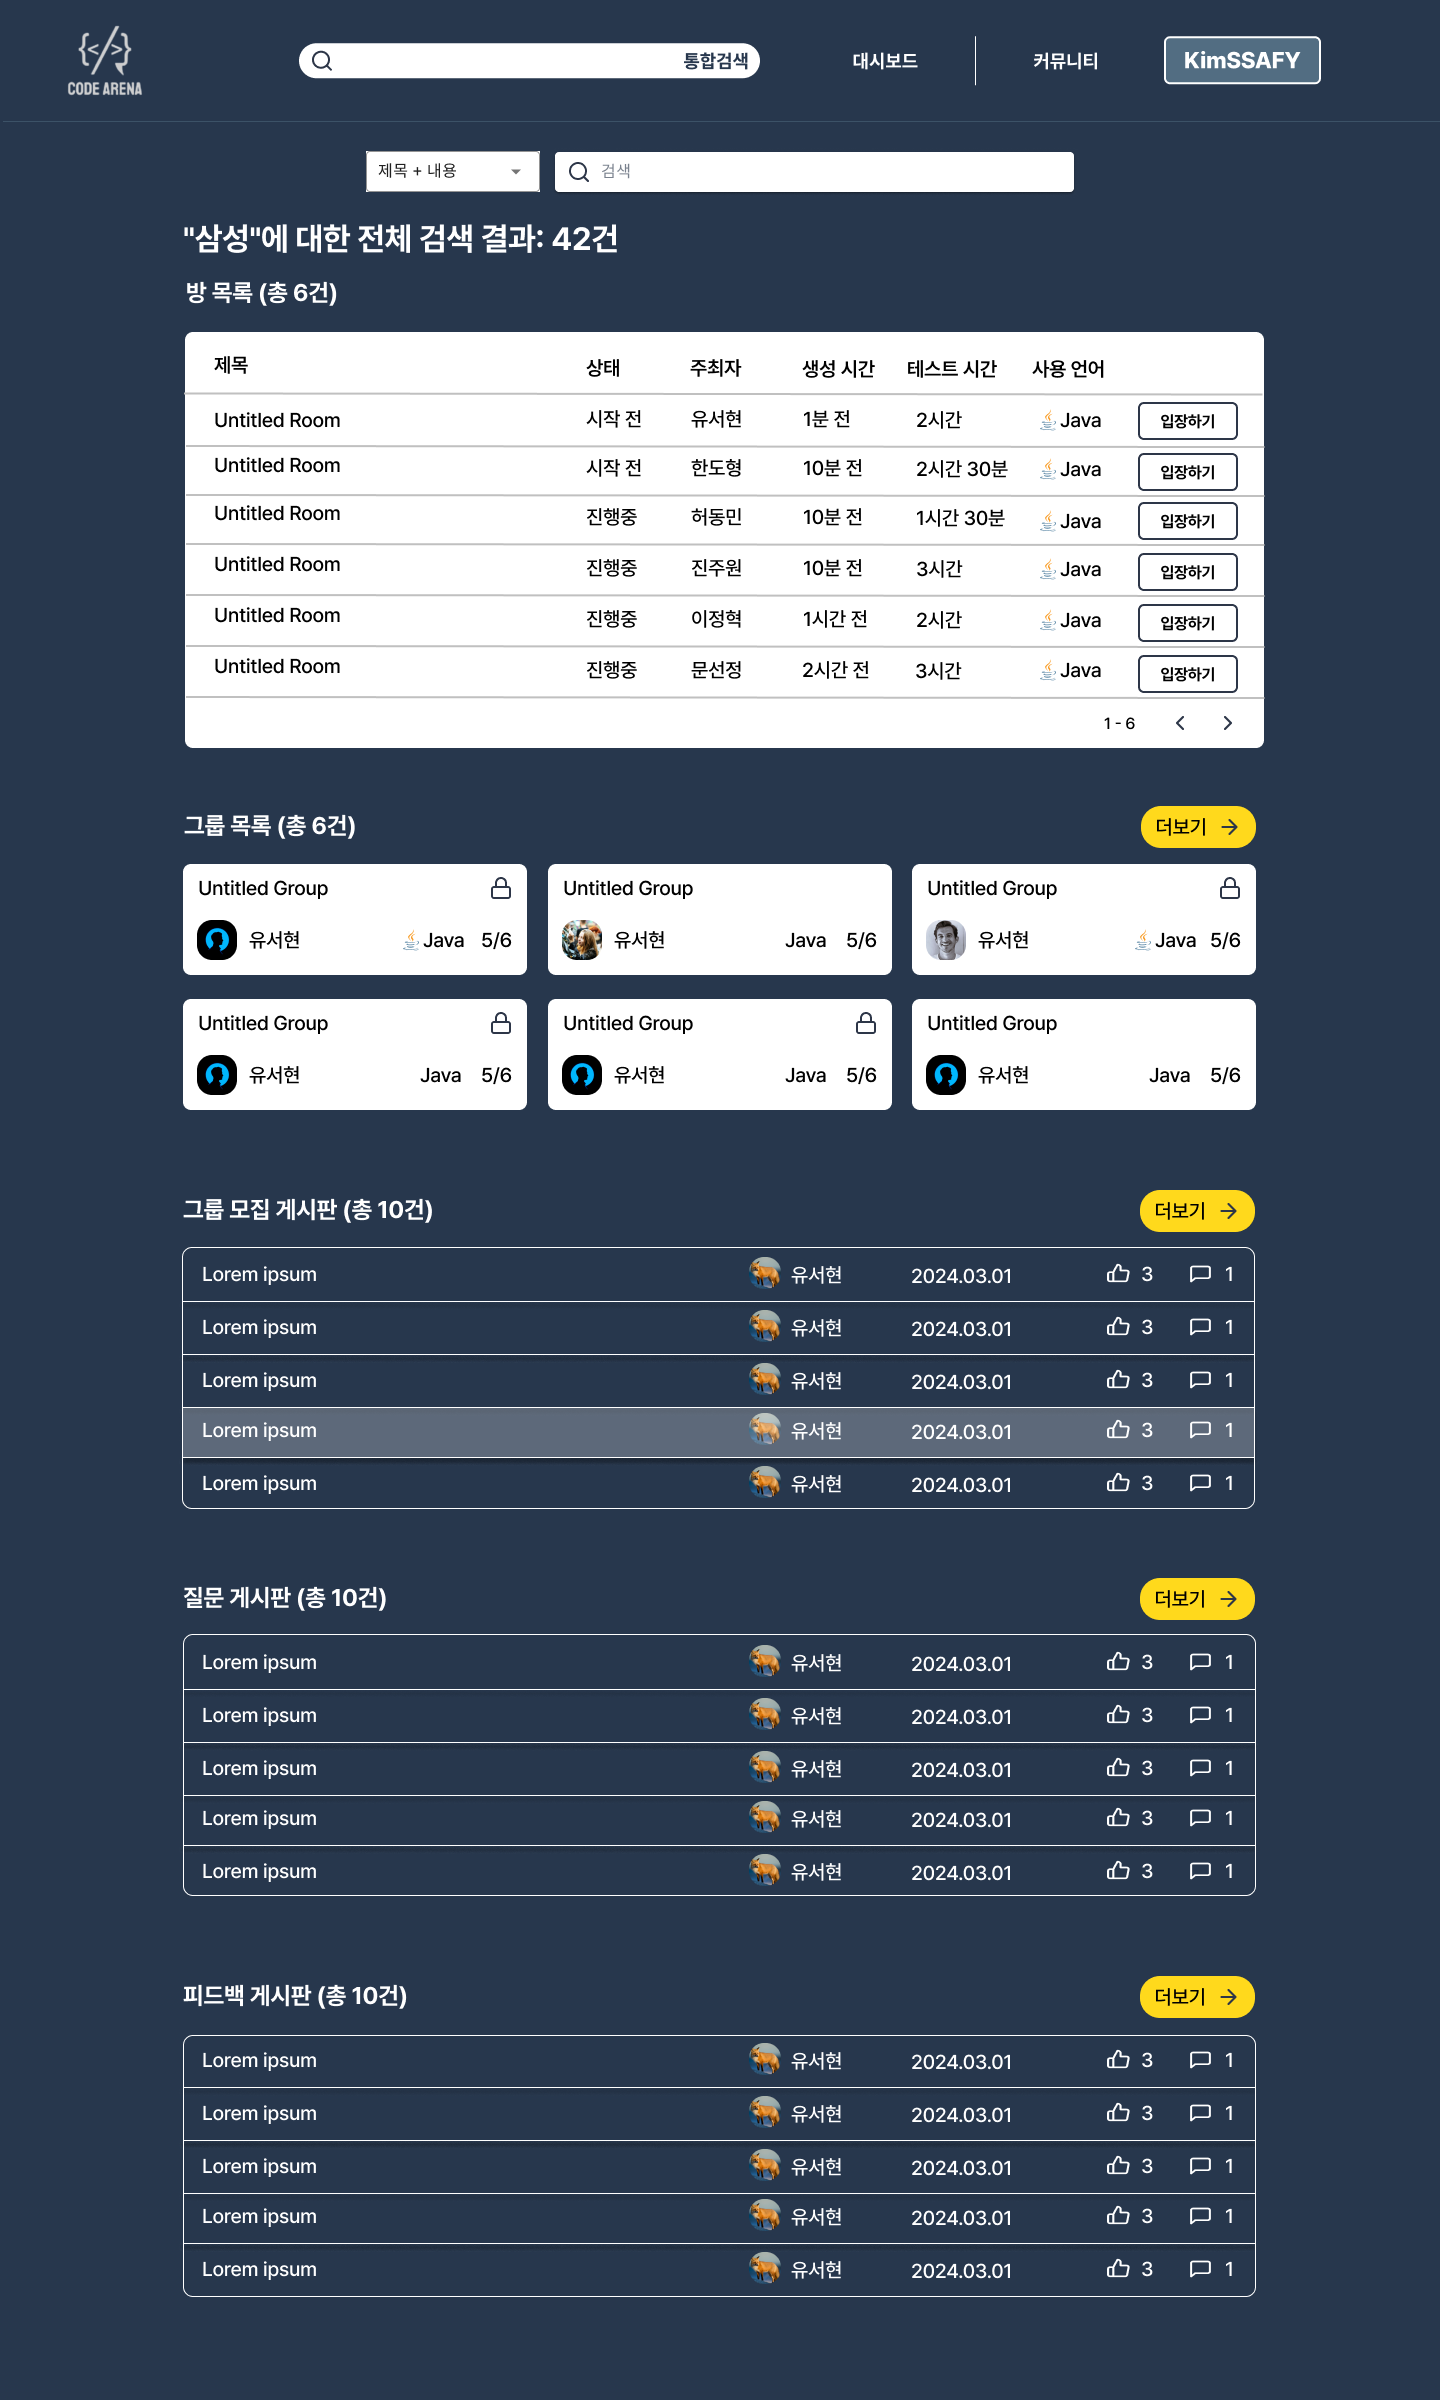 CODE ARENA
통합검색
대시보드
커뮤니티
KimSSAFY
제목 + 내용
검색
"삼성"에 대한 전체 검색 결과: 42건
방 목록 (총 6건)
제목 상태 주최자 생성 시간 테스트 시간 사용 언어
Untitled Room 시작 전 유서현 1분 전 2시간 Java 입장하기
Untitled Room 시작 전 한도형 10분 전 2시간 30분 Java 입장하기
Untitled Room 진행중 허동민 10분 전 1시간 30분 Java 입장하기
Untitled Room 진행중 진주원 10분 전 3시간 Java 입장하기
Untitled Room 진행중 이정혁 1시간 전 2시간 Java 입장하기
Untitled Room 진행중 문선정 2시간 전 3시간 Java 입장하기
1 - 6
그룹 목록 (총 6건) 더보기
Untitled Group
유서현 Java 5/6
Untitled Group
유서현 Java 5/6
Untitled Group
유서현 Java 5/6
Untitled Group
유서현 Java 5/6
Untitled Group
유서현 Java 5/6
Untitled Group
유서현 Java 5/6
그룹 모집 게시판 (총 10건) 더보기
Lorem ipsum 유서현 2024.03.01 3 1
Lorem ipsum 유서현 2024.03.01 3 1
Lorem ipsum 유서현 2024.03.01 3 1
Lorem ipsum 유서현 2024.03.01 3 1
Lorem ipsum 유서현 2024.03.01 3 1
질문 게시판 (총 10건) 더보기
Lorem ipsum 유서현 2024.03.01 3 1
Lorem ipsum 유서현 2024.03.01 3 1
Lorem ipsum 유서현 2024.03.01 3 1
Lorem ipsum 유서현 2024.03.01 3 1
Lorem ipsum 유서현 2024.03.01 3 1
피드백 게시판 (총 10건) 더보기
Lorem ipsum 유서현 2024.03.01 3 1
Lorem ipsum 유서현 2024.03.01 3 1
Lorem ipsum 유서현 2024.03.01 3 1
Lorem ipsum 유서현 2024.03.01 3 1
Lorem ipsum 유서현 2024.03.01 3 1